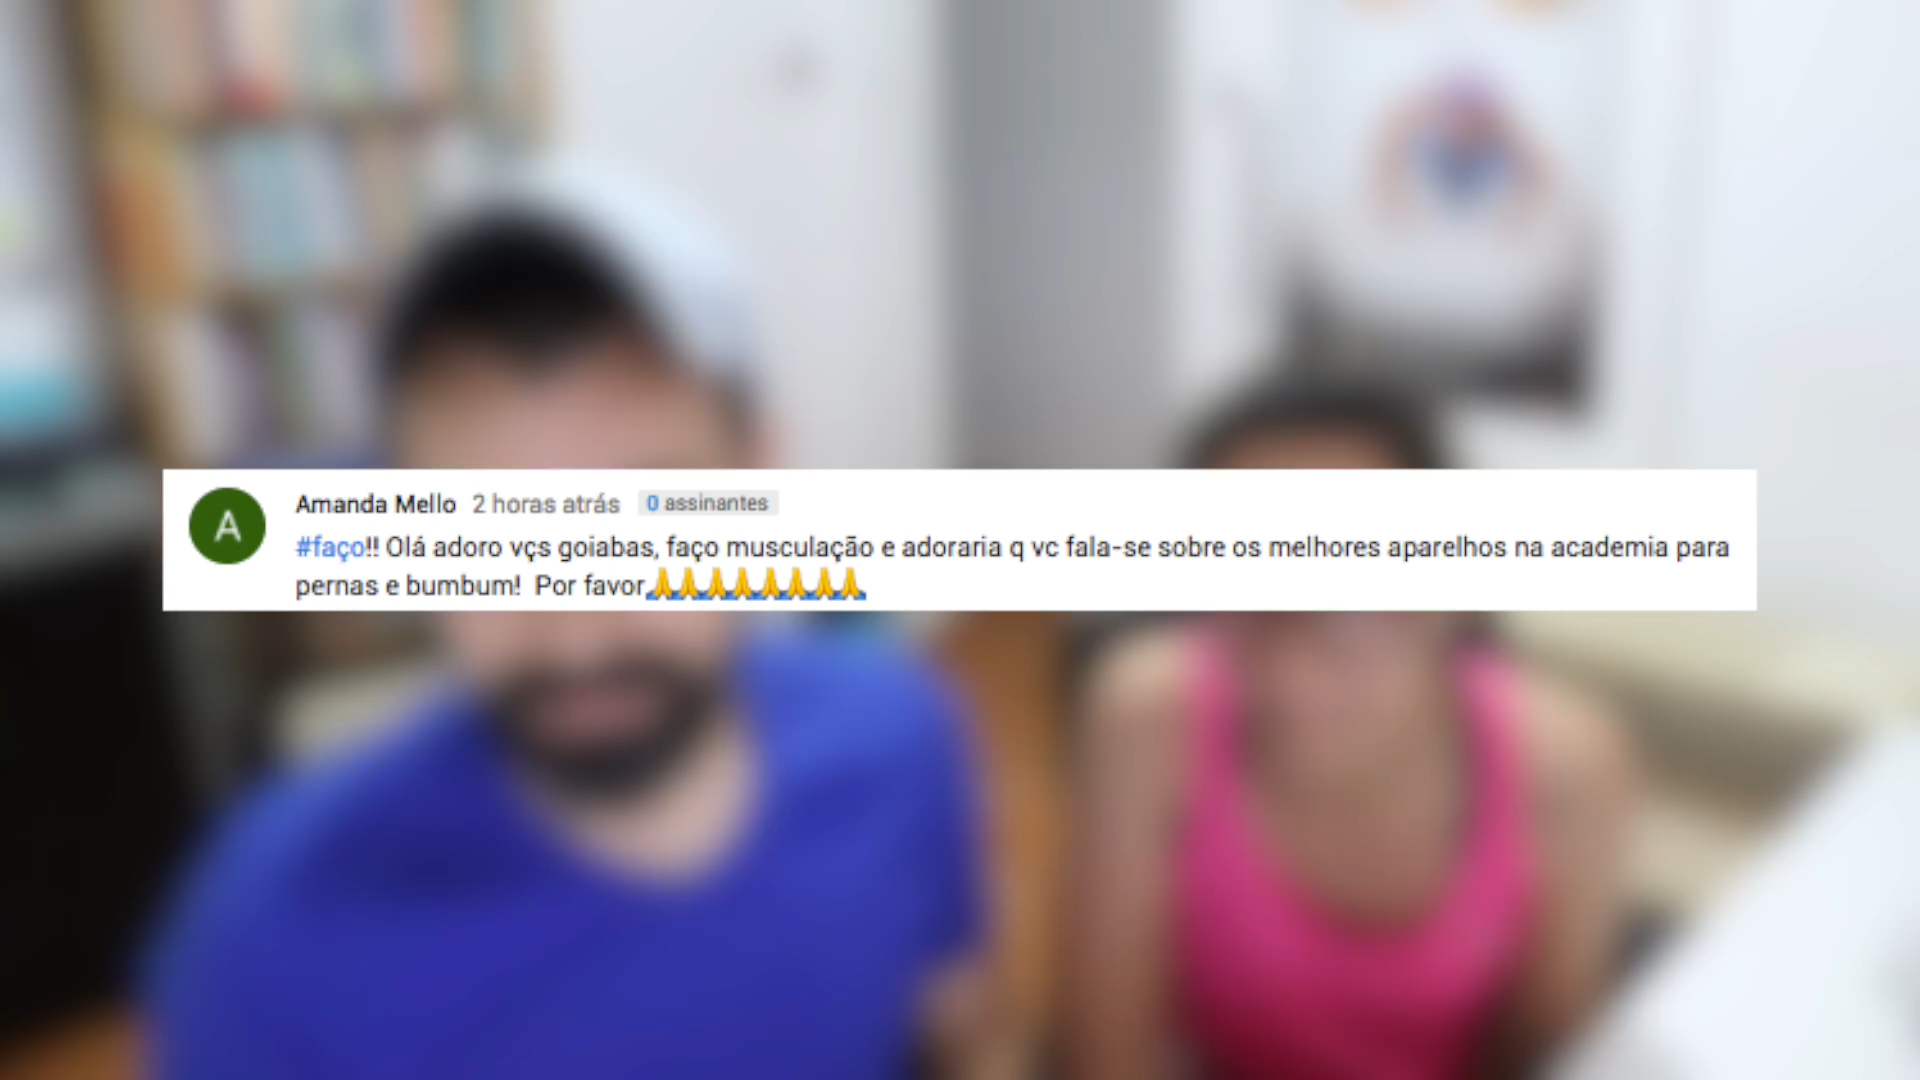 A
Amanda Mello 2 horas atrás 0 assinantes
#faço!! Olá adoro vçs goiabas, faço musculação e adoraria q vc fala-se sobre os melhores aparelhos na academia para
pernas e bumbum!  Por favor🙏🙏🙏🙏🙏🙏🙏🙏